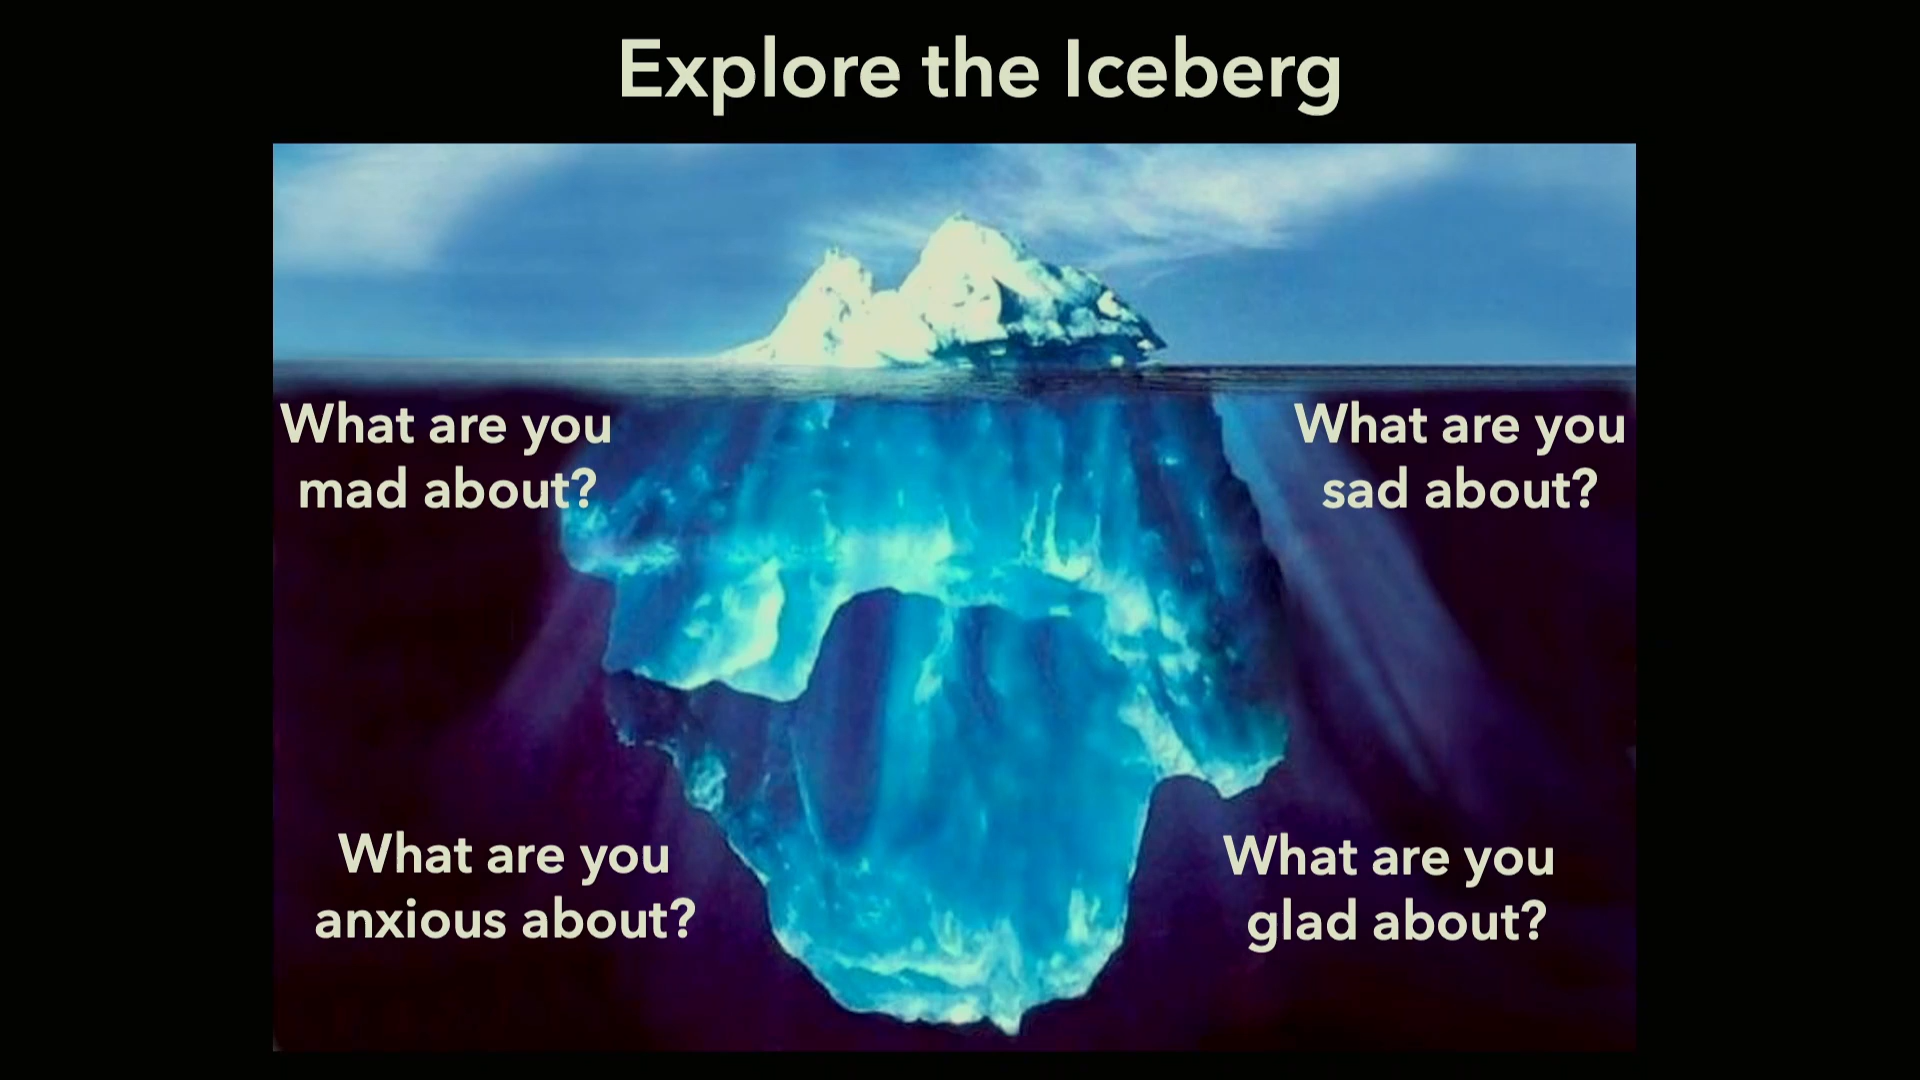 Explore the Iceberg
What are you
mad about?
What are you
sad about?
What are you
anxious about?
What are you
glad about?